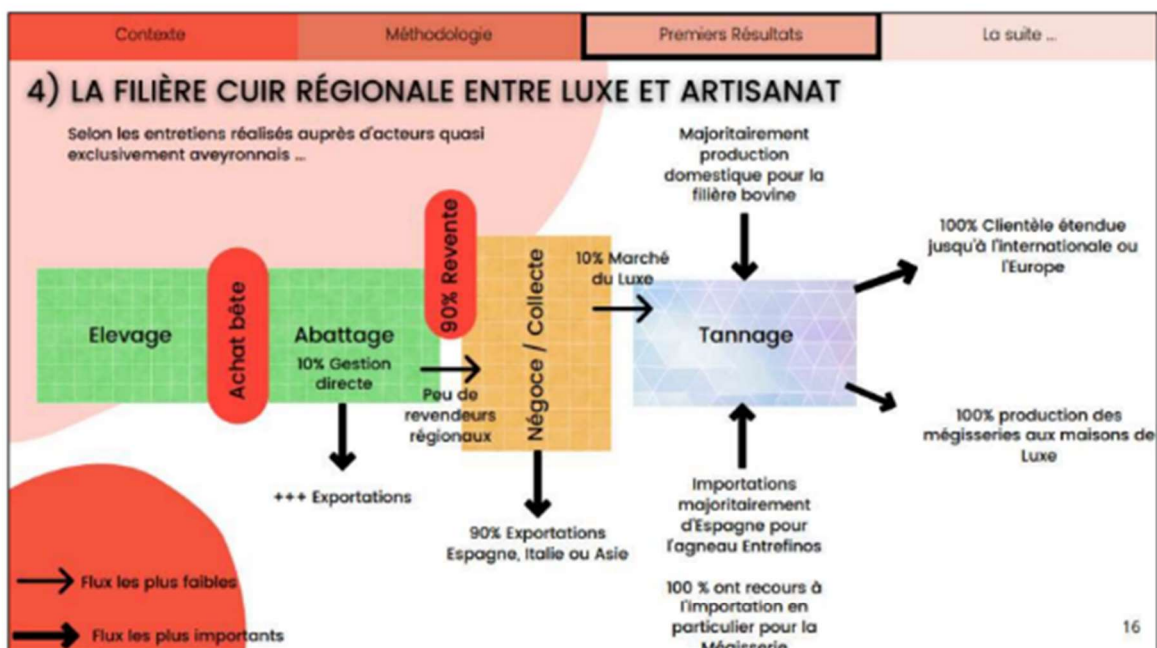 Contexte
Méthodologie
Premiers Résultats
La suite ...
4) LA FILIÈRE CUIR RÉGIONALE ENTRE LUXE ET ARTISANAT
Selon les entretiens réalisés auprès d'acteurs quasi
exclusivement aveyronnais ...
Majoritairement
production
domestique pour la
filière bovine
Elevage
Achat bête
Abattage
10% Gestion
directe
+++ Exportations
90% Revente
Peu de
revendeurs
régionaux
Négoce / Collecte
10% Marché
du Luxe
90% Exportations
Espagne, Italie ou Asie
Tannage
Importations
majoritairement
d'Espagne pour
l'agneau Entrefinos
100 % ont recours à
l'importation en
particulier pour la
Mégisserie
100% Clientèle étendue
jusqu'à l'internationale ou
l'Europe
100% production des
mégisseries aux maisons de
Luxe
Flux les plus faibles
Flux les plus importants
16